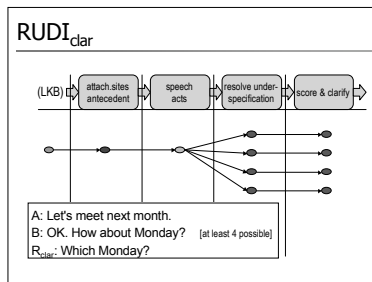 RUDIclar
(LKB)
attach.sites
antecedent
speech
acts
resolve under-
specification
score & clarify
A: Let's meet next month.
B: OK. How about Monday? [at least 4 possible]
Rclar: Which Monday?